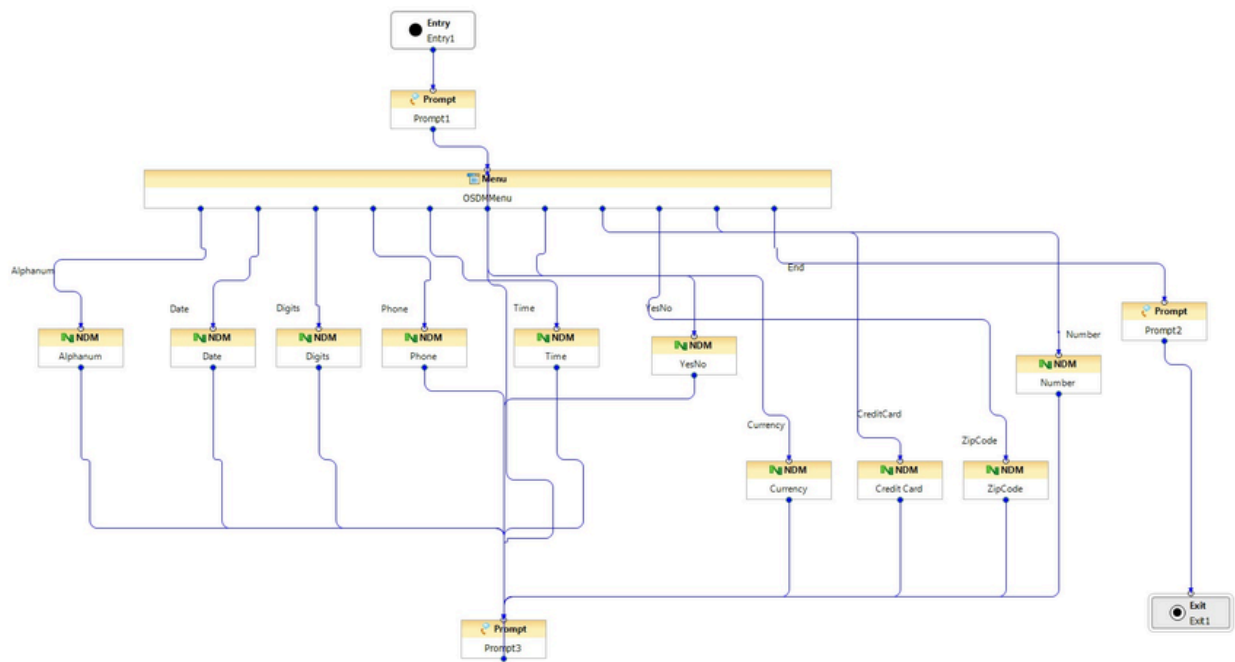 Entry
Entry1
Prompt
Prompt1
Menu
OSDMMenu
Alphanum
End
Date
Digits
Phone
Time
YesNo
Prompt
Prompt2
NDM
Alphanum
NDM
Date
NDM
Digits
NDM
Phone
NDM
Time
NDM
YesNo
Number
NDM
Number
Currency
CreditCard
ZipCode
NDM
Currency
NDM
Credit Card
NDM
ZipCode
Exit
Exit1
Prompt
Prompt3